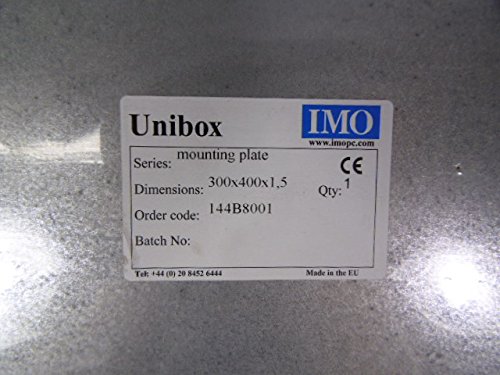 Unibox
IMO
www.imopc.com
Series: mounting plate
CE
Dimensions: 300x400x1,5
Qty: 1
Order code: 144B8001
Batch No:
Tel: +44 (0) 20 8452 6444
Made in the EU